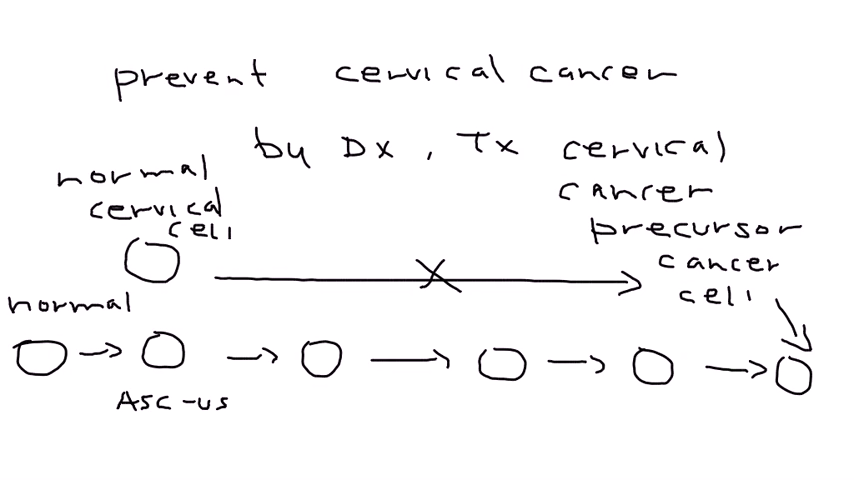 prevent cervical cancer
by Dx, Tx cervical
cancer
precursor
normal
cervical
cell
cancer
cell
normal
Asc-us